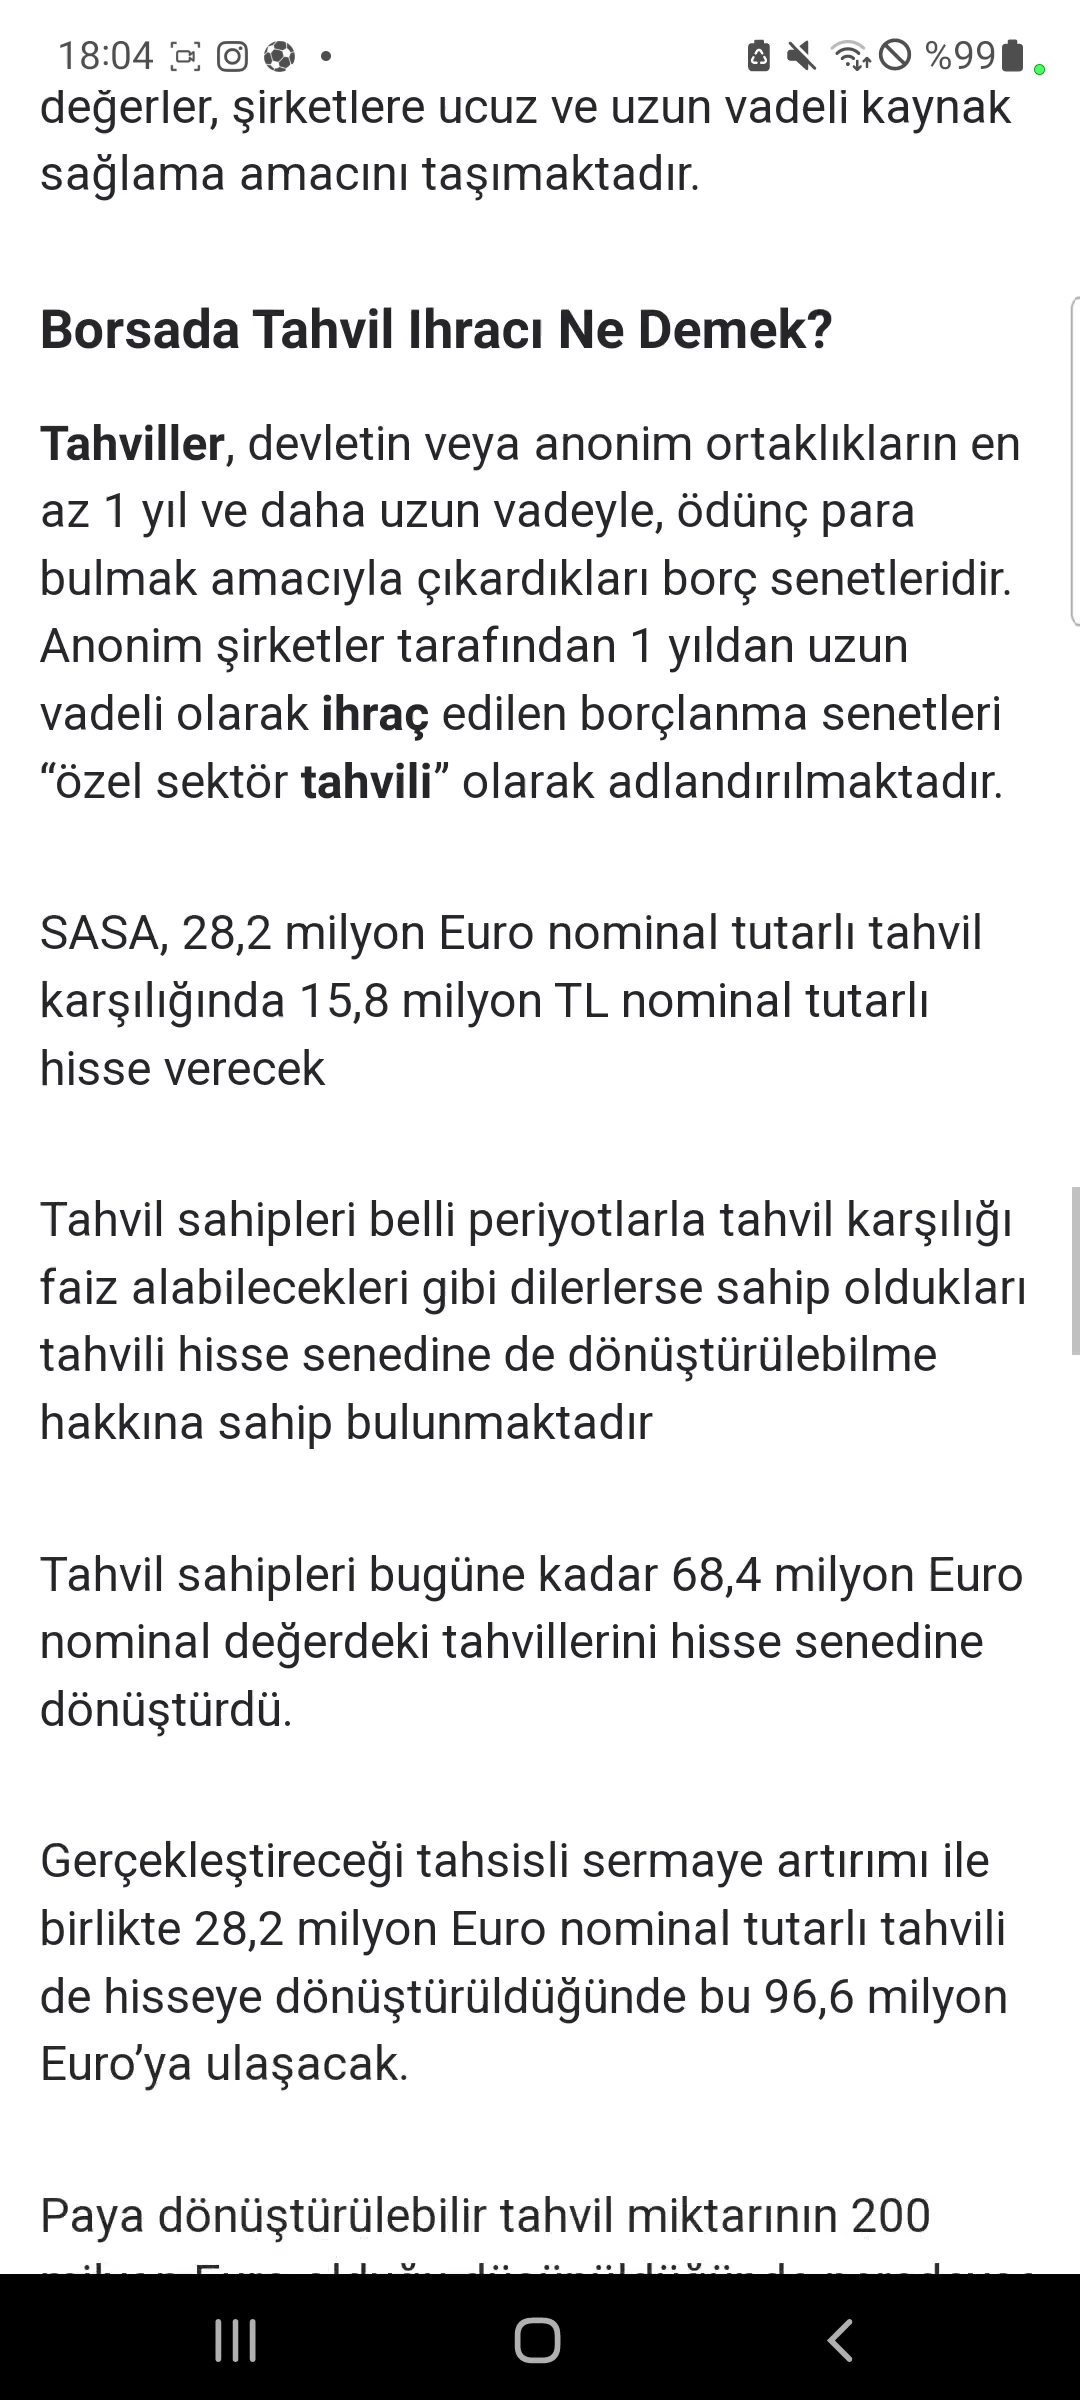 18:04 %99
değerler, şirketlere ucuz ve uzun vadeli kaynak
sağlama amacını taşımaktadır.
Borsada Tahvil Ihracı Ne Demek?
Tahviller, devletin veya anonim ortaklıkların en
az 1 yıl ve daha uzun vadeyle, ödünç para
bulmak amacıyla çıkardıkları borç senetleridir.
Anonim şirketler tarafından 1 yıldan uzun
vadeli olarak ihraç edilen borçlanma senetleri
“özel sektör tahvili” olarak adlandırılmaktadır.
SASA, 28,2 milyon Euro nominal tutarlı tahvil
karşılığında 15,8 milyon TL nominal tutarlı
hisse verecek
Tahvil sahipleri belli periyotlarla tahvil karşılığı
faiz alabilecekleri gibi dilerlerse sahip oldukları
tahvili hisse senedine de dönüştürülebilme
hakkına sahip bulunmaktadır
Tahvil sahipleri bugüne kadar 68,4 milyon Euro
nominal değerdeki tahvillerini hisse senedine
dönüştürdü.
Gerçekleştireceği tahsisli sermaye artırımı ile
birlikte 28,2 milyon Euro nominal tutarlı tahvili
de hisseye dönüştürüldüğünde bu 96,6 milyon
Euro’ya ulaşacak.
Paya dönüştürülebilir tahvil miktarının 200
milyon Euro olduğu düşünüldüğünde